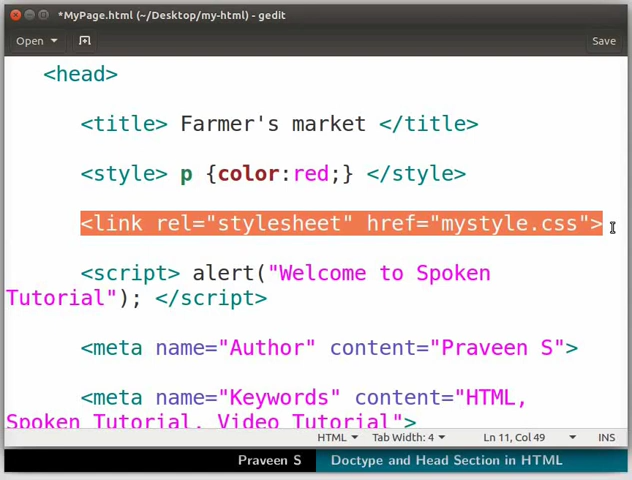 *MyPage.html (~/Desktop/my-html) - gedit
Open
Save
<head>
<title> Farmer's market </title>
<style> p {color:red;} </style>
<link rel="stylesheet" href="mystyle.css">
<script> alert("Welcome to Spoken
Tutorial"); </script>
<meta name="Author" content="Praveen S">
<meta name="Keywords" content="HTML,
Spoken Tutorial, Video Tutorial">
HTML Tab Width: 4 Ln 11, Col 49 INS
Praveen S Doctype and Head Section in HTML